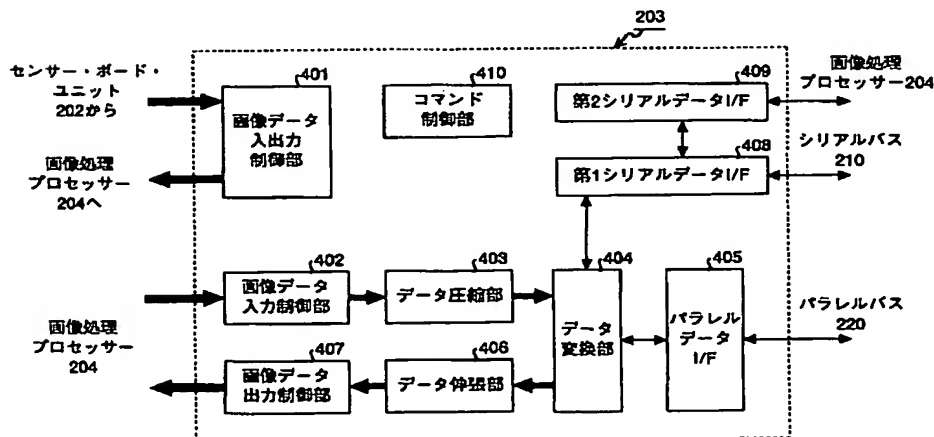 203
センサー・ボード・
ユニット
202から
401
画像データ
入出力
制御部
410
コマンド
制御部
409
第2シリアルデータI/F
画像処理
プロセッサー204
408
第1シリアルデータI/F
シリアルバス
210
画像処理
プロセッサー
204へ
402
画像データ
入力制御部
403
データ圧縮部
404
データ
変換部
405
パラレル
データ
I/F
パラレルバス
220
画像処理
プロセッサー
204
407
画像データ
出力制御部
406
データ伸張部